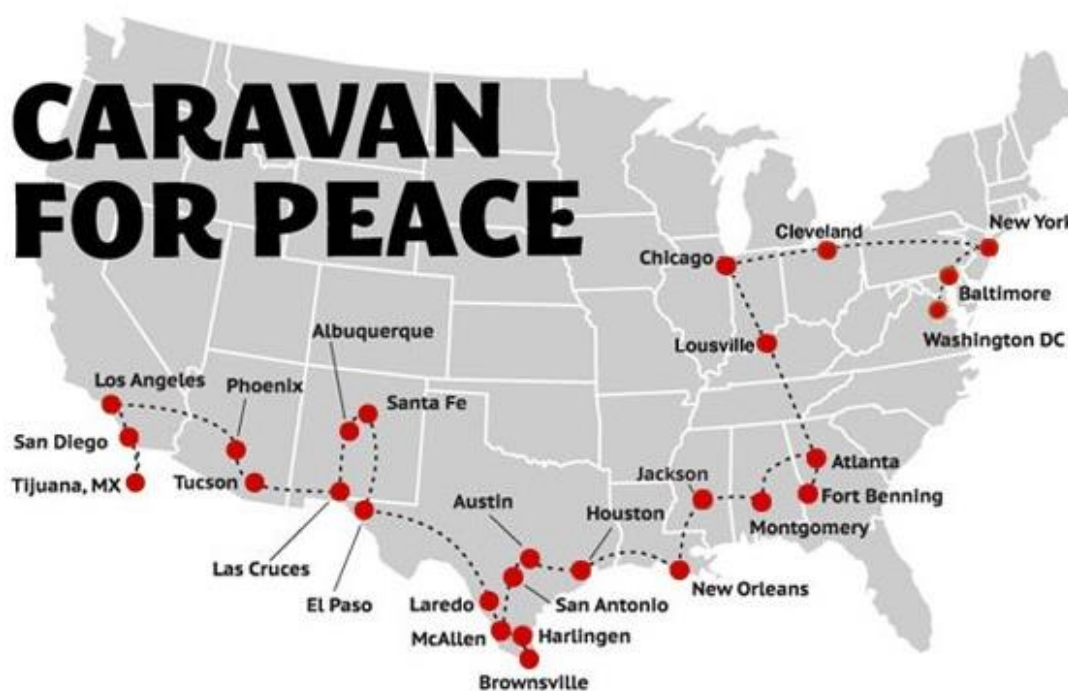 CARAVAN
FOR PEACE
New York
Cleveland
Chicago
Baltimore
Washington DC
Lousville
Albuquerque
Los Angeles
Phoenix
Santa Fe
San Diego
Tijuana, MX
Tucson
Jackson
Atlanta
Austin
Houston
Fort Benning
Montgomery
Las Cruces
El Paso
Laredo
San Antonio
New Orleans
McAllen
Harlingen
Brownsville